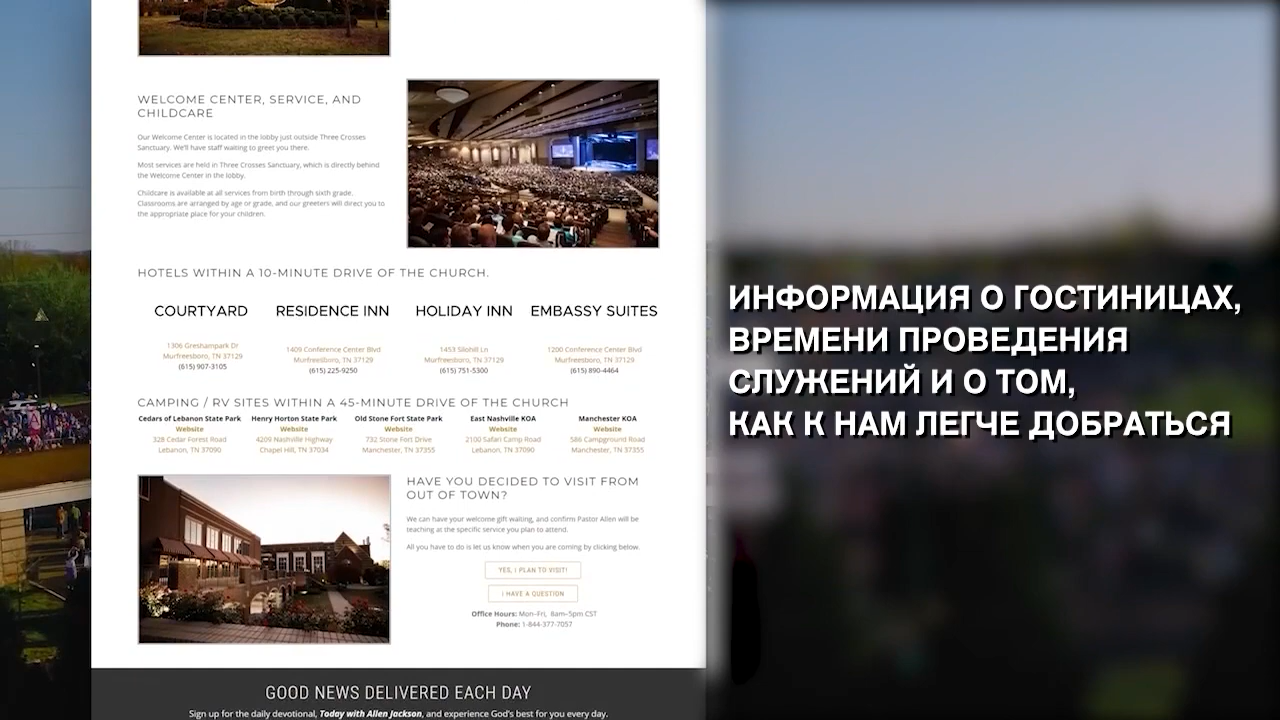 WELCOME CENTER, SERVICE, AND
CHILDCARE
Our Welcome Center is located in the lobby just outside Three Crosses
Sanctuary. We'll have staff waiting to greet you there.
Most services are held in Three Crosses Sanctuary, which is directly behind
the Welcome Center in the lobby.
Childcare is available at all services from birth through sixth grade.
Classrooms are arranged by age or grade, and our greeters will direct you to
the appropriate place for your children.
HOTELS WITHIN A 10-MINUTE DRIVE OF THE CHURCH.
COURTYARD
1306 Greshampark Dr
Murfreesboro, TN 37129
(615) 907-3105
RESIDENCE INN
1409 Conference Center Blvd
Murfreesboro, TN 37129
(615) 225-9250
HOLIDAY INN
1453 Silohill Ln
Murfreesboro, TN 37129
(615) 751-5300
EMBASSY SUITES
1200 Conference Center Blvd
Murfreesboro, TN 37129
(615) 890-4464
CAMPING / RV SITES WITHIN A 45-MINUTE DRIVE OF THE CHURCH
Cedars of Lebanon State Park
Website
328 Cedar Forest Road
Lebanon, TN 37090
Henry Horton State Park
Website
4209 Nashville Highway
Chapel Hill, TN 37034
Old Stone Fort State Park
Website
732 Stone Fort Drive
Manchester, TN 37355
East Nashville KOA
Website
2100 Safari Camp Road
Lebanon, TN 37090
Manchester KOA
Website
586 Campground Road
Manchester, TN 37355
HAVE YOU DECIDED TO VISIT FROM
OUT OF TOWN?
We can have your welcome gift waiting, and confirm Pastor Allen will be
teaching at the specific service you plan to attend.
All you have to do is let us know when you are coming by clicking below.
YES, I PLAN TO VISIT!
I HAVE A QUESTION
Office Hours: Mon–Fri, 8am–5pm CST
Phone: 1-844-377-7057
GOOD NEWS DELIVERED EACH DAY
Sign up for the daily devotional, Today with Allen Jackson, and experience God's best for you every day.
ИНФОРМАЦИЯ О ГОСТИНИЦАХ,
ВРЕМЕНИ ПРОВЕДЕНИЯ
СЛУЖЕНИЙ И О ТОМ,
КАК К НАМ ЛЕГЧЕ ДОБРАТЬСЯ